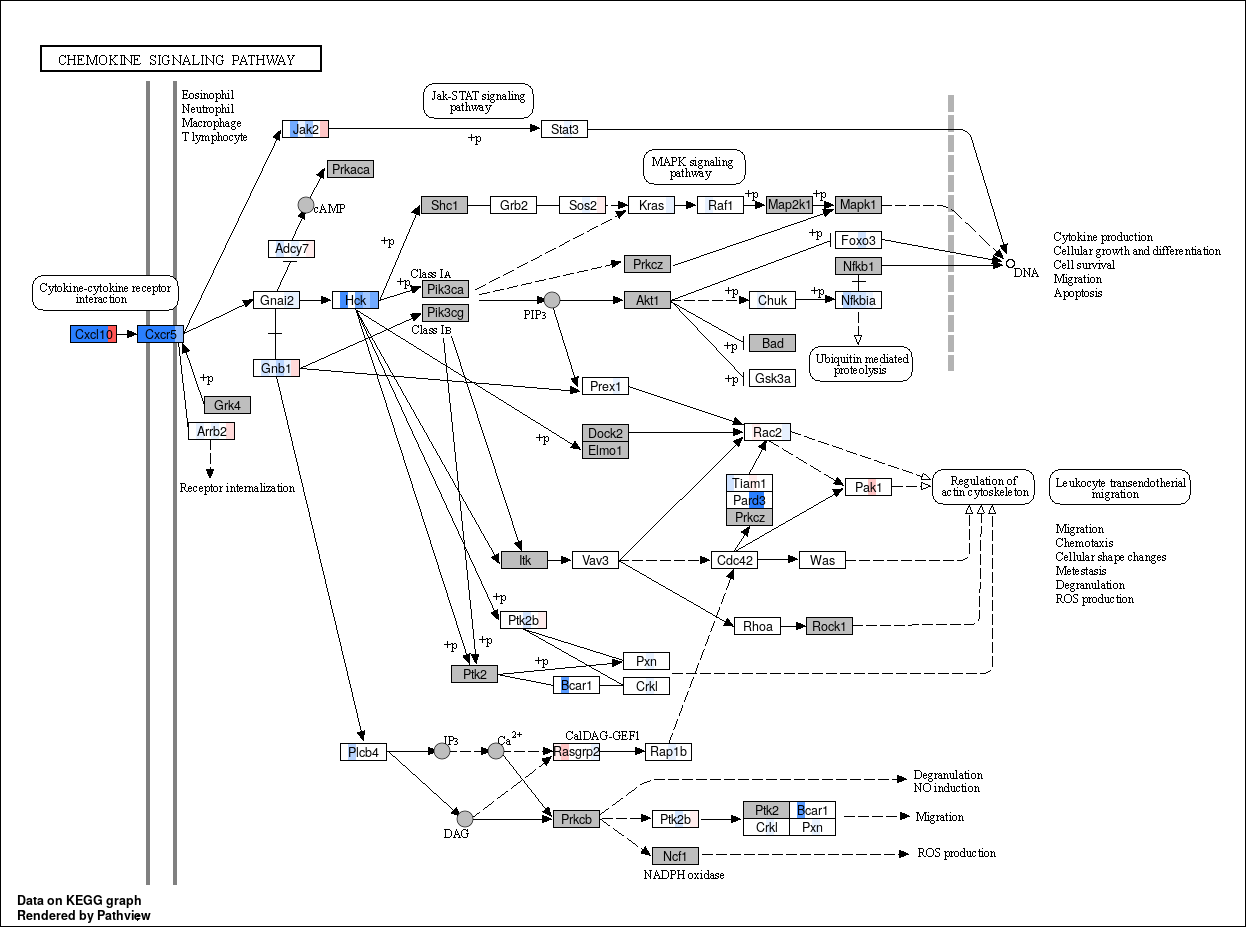 CHEMOKINE SIGNALING PATHWAY
Eosinophil
Neutrophil
Macrophage
T lymphocyte
Jak-STAT signaling
pathway
Jak2
+p
Stat3
MAPK signaling
pathway
Prkaca
cAMP
Adcy7
+p
Shc1
Grb2
Sos2
Kras
Raf1
+p
Map2k1
+p
Mapk1
+p
Foxo3
Prkcz
Nfkb1
DNA
Cytokine production
Cellular growth and differentiation
Cell survival
Migration
Apoptosis
Cytokine-cytokine receptor
interaction
Gnai2
Hck
+p
Class IA
Pik3ca
Pik3cg
Class IB
PIP3
Akt1
+p
Chuk
+p
Nfkbia
Cxcl10
Cxcr5
+p
Bad
Ubiquitin mediated
proteolysis
Gnb1
+p
Gsk3a
+p
Grk4
Prex1
Arrb2
Receptor internalization
+p
Dock2
Elmo1
Rac2
Tiam1
Pard3
Prkcz
Pak1
Regulation of
actin cytoskeleton
Leukocyte transendotherial
migration
Migration
Chemotaxis
Cellular shape changes
Metestasis
Degranulation
ROS production
Itk
Vav3
Cdc42
Was
+p
Ptk2b
Rhoa
Rock1
+p
+p
Ptk2
+p
Pxn
Bcar1
Crkl
Plcb4
IP3
Ca2+
CalDAG-GEFI
Rasgrp2
Rap1b
DAG
Prkcb
Ptk2b
Ptk2
Bcar1
Crkl
Pxn
Degranulation
NO induction
Migration
Ncf1
NADPH oxidase
ROS production
Data on KEGG graph
Rendered by Pathview